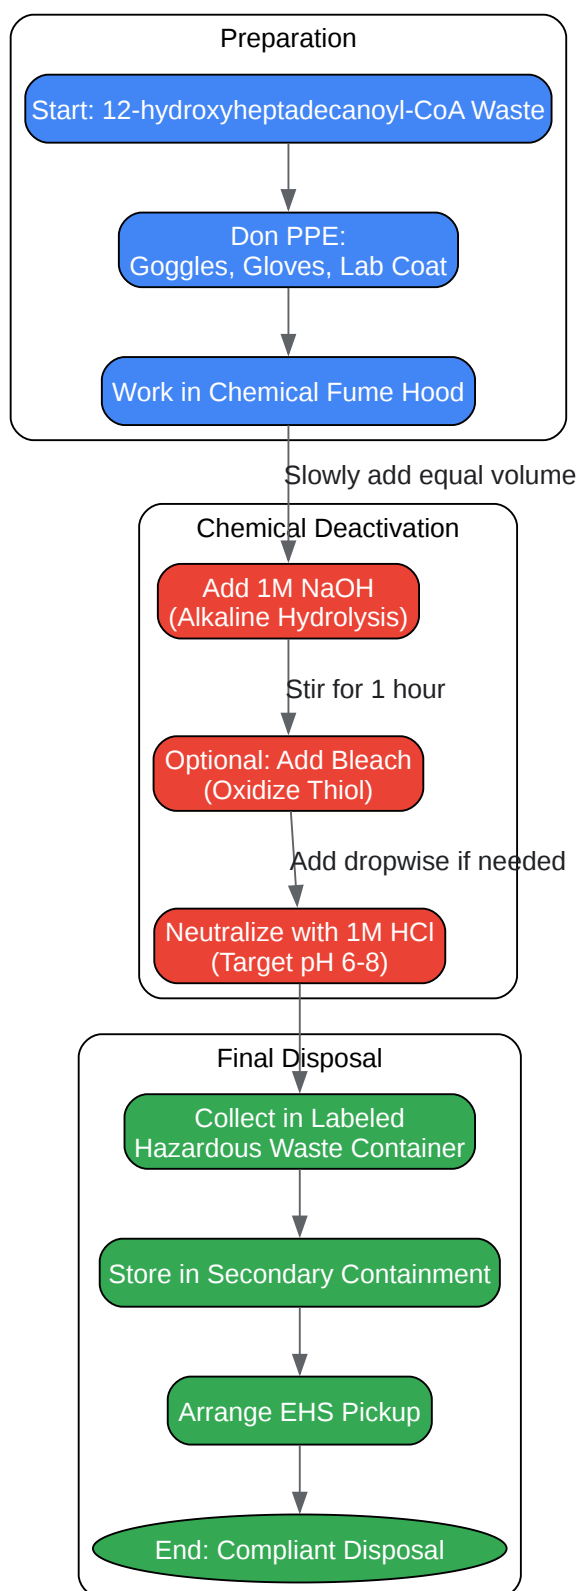 Preparation
Start: 12-hydroxyheptadecanoyl-CoA Waste
Don PPE:
Goggles, Gloves, Lab Coat
Work in Chemical Fume Hood
Slowly add equal volume
Chemical Deactivation
Add 1M NaOH
(Alkaline Hydrolysis)
Stir for 1 hour
Optional: Add Bleach
(Oxidize Thiol)
Add dropwise if needed
Neutralize with 1M HCl
(Target pH 6-8)
Final Disposal
Collect in Labeled
Hazardous Waste Container
Store in Secondary Containment
Arrange EHS Pickup
End: Compliant Disposal